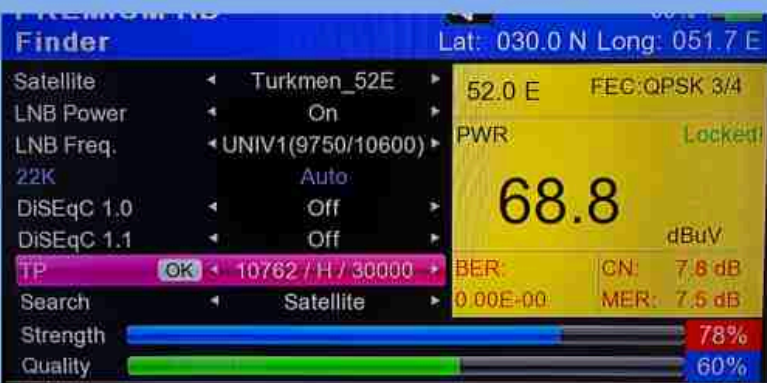 PREMIUM HD
Finder
Lat: 030.0 N Long: 051.7 E
Satellite Turkmen_52E
LNB Power On
LNB Freq. UNIV1(9750/10600)
22K Auto
DiSEqC 1.0 Off
DiSEqC 1.1 Off
TP OK 10762 / H / 30000
Search Satellite
52.0 E FEC:QPSK 3/4
PWR Locked!
68.8
dBuV
BER: CN: 7.8 dB
0.00E-00 MER: 7.5 dB
Strength 78%
Quality 60%